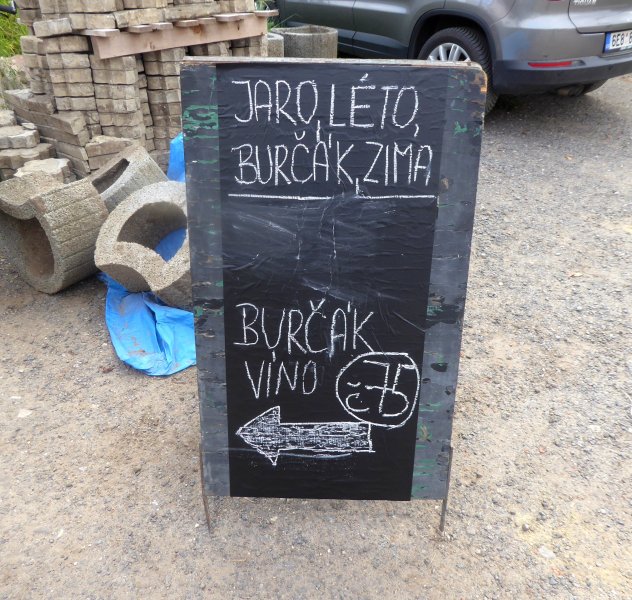 JARO, LÉTO,
BURČÁK, ZIMA
BURČÁK
VÍNO
č 75